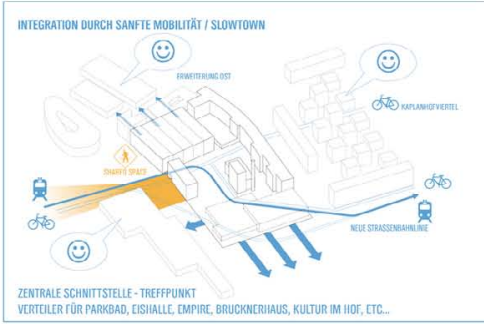 INTEGRATION DURCH SANFTE MOBILITÄT / SLOWTOWN
ERWEITERUNG OST
KAPLANHOFVIERTEL
SHARED SPACE
NEUE STRASSENBAHNLINIE
ZENTRALE SCHNITTSTELLE - TREFFPUNKT
VERTEILER FÜR PARKBAD, EISHALLE, EMPIRE, BRUCKNERHAUS, KULTUR IM HOF, ETC...